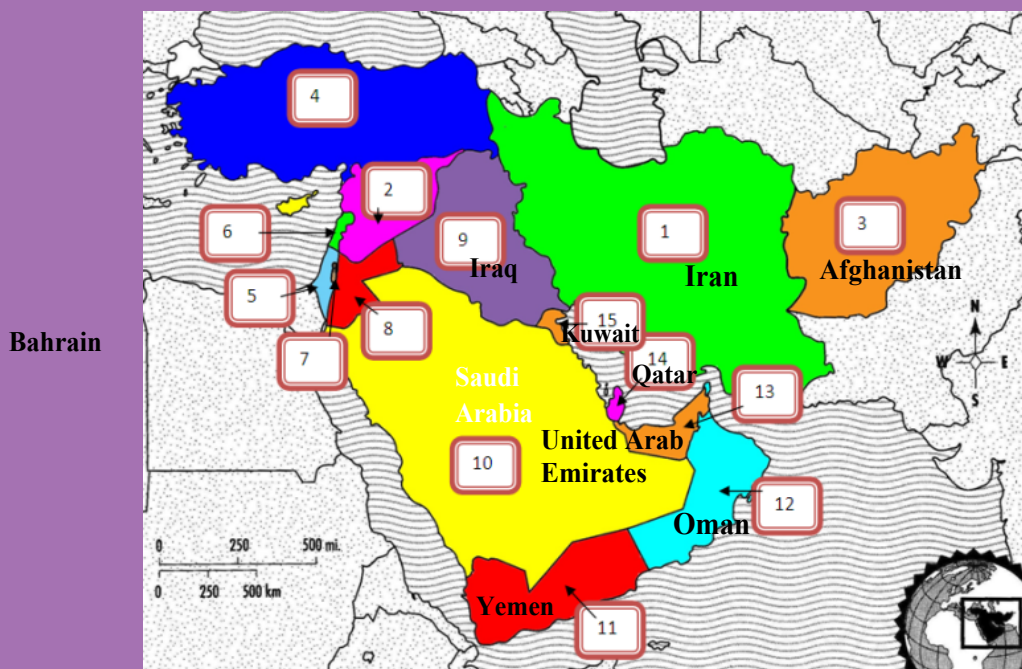 4
2
6
9
Iraq
1
Iran
3
Afghanistan
5
8
7
15
Kuwait
14
Qatar
13
Bahrain
Saudi
Arabia
10
United Arab
Emirates
12
Oman
Yemen
11
N
W
E
S
0
250
500 mi.
0
250
500 km